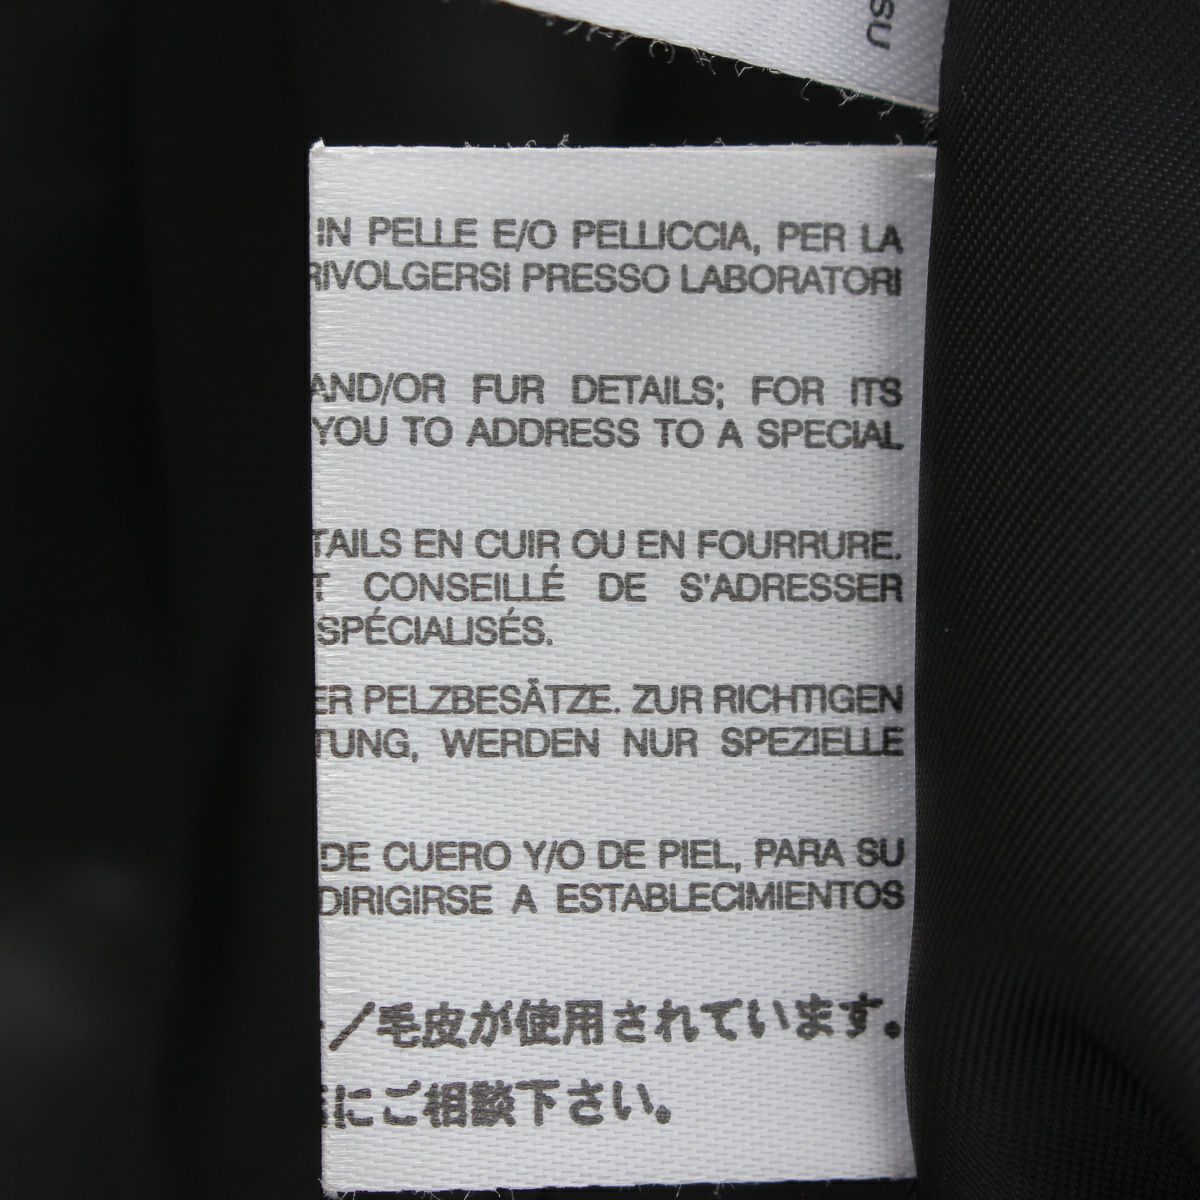 SU
IN PELLE E/O PELLICCIA, PER LA
RIVOLGERSI PRESSO LABORATORI
AND/OR FUR DETAILS; FOR ITS
YOU TO ADDRESS TO A SPECIAL
TAILS EN CUIR OU EN FOURRURE.
T CONSEILLÉ DE S'ADRESSER
SPÉCIALISÉS.
ER PELZBESÄTZE. ZUR RICHTIGEN
TUNG, WERDEN NUR SPEZIELLE
DE CUERO Y/O DE PIEL, PARA SU
DIRIGIRSE A ESTABLECIMIENTOS
／毛皮が使用されています。
にご相談下さい。